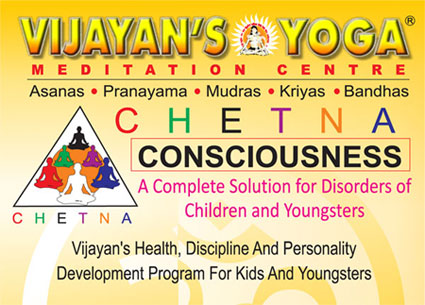 VIJAYAN'S YOGA®
MEDITATION CENTRE
Asanas • Pranayama • Mudras • Kriyas • Bandhas
CHETNA
CONSCIOUSNESS
A Complete Solution for Disorders of
Children and Youngsters
CHETNA
Vijayan's Health, Discipline And Personality
Development Program For Kids And Youngsters